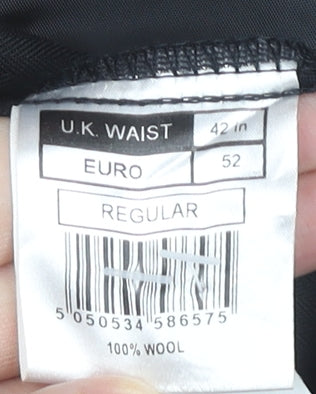 U.K. WAIST 42 in
EURO 52
REGULAR
5 050534 586575
100% WOOL